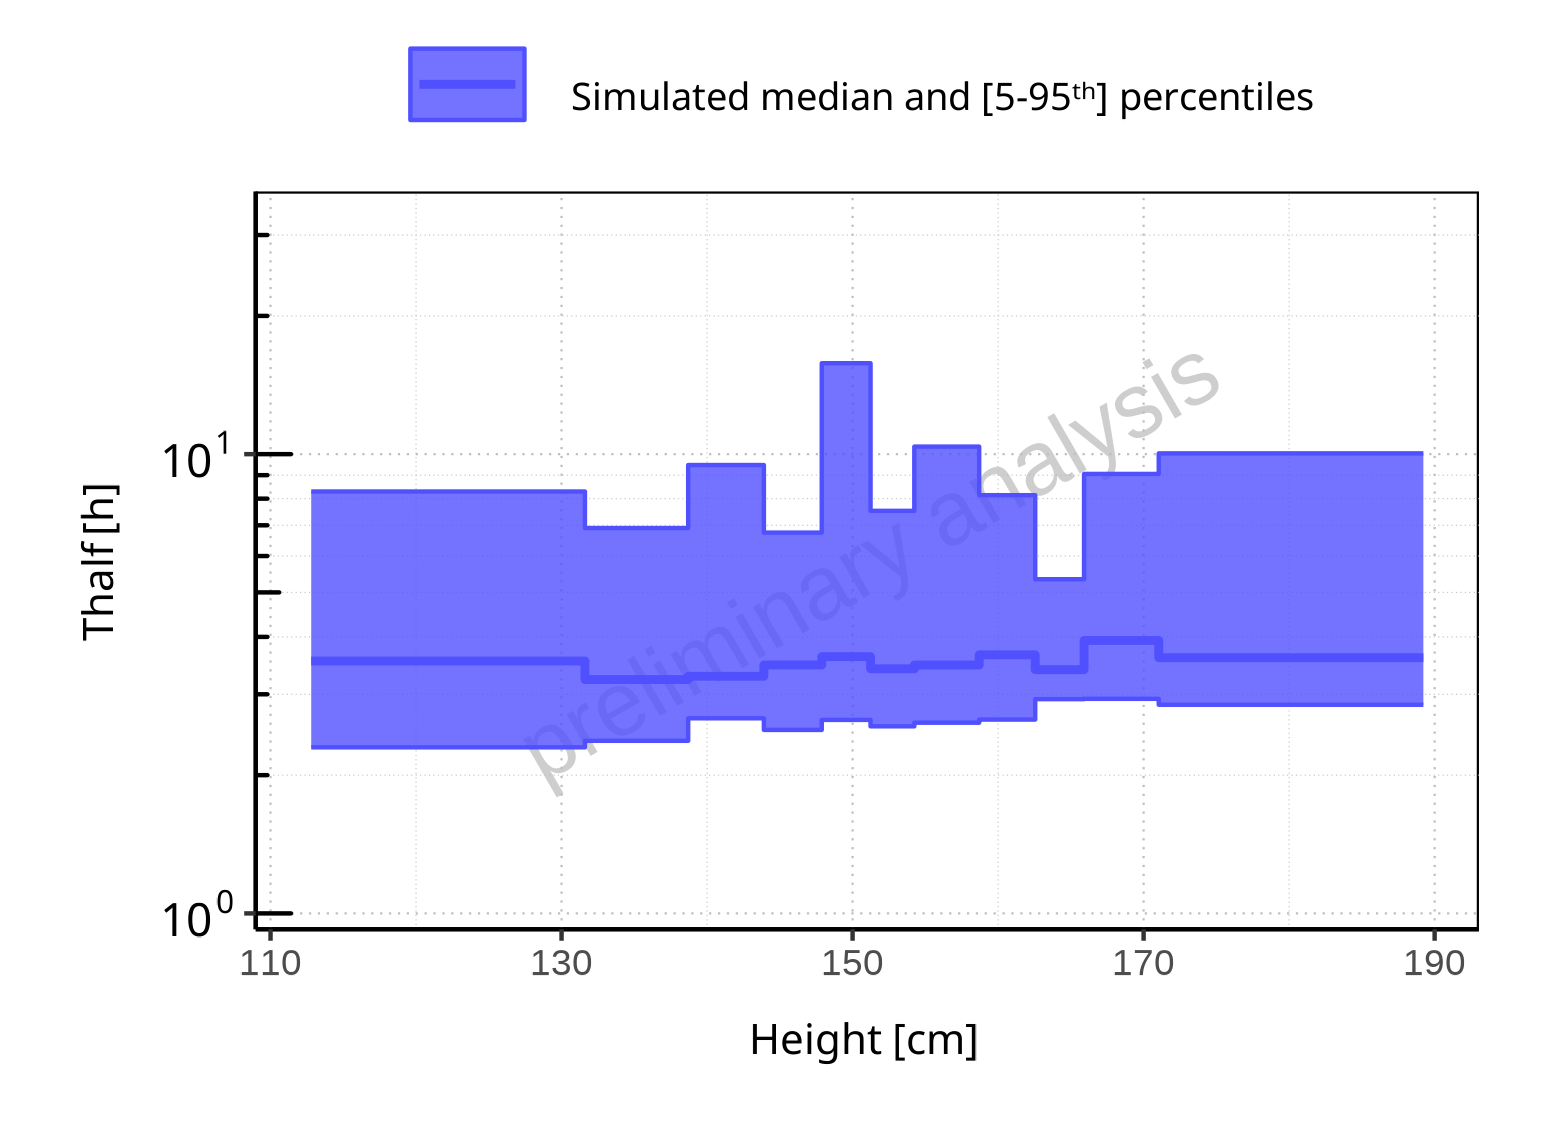 Simulated median and [5-95th] percentiles
10¹
Thalf [h]
preliminary analysis
10⁰
110 130 150 170 190
Height [cm]